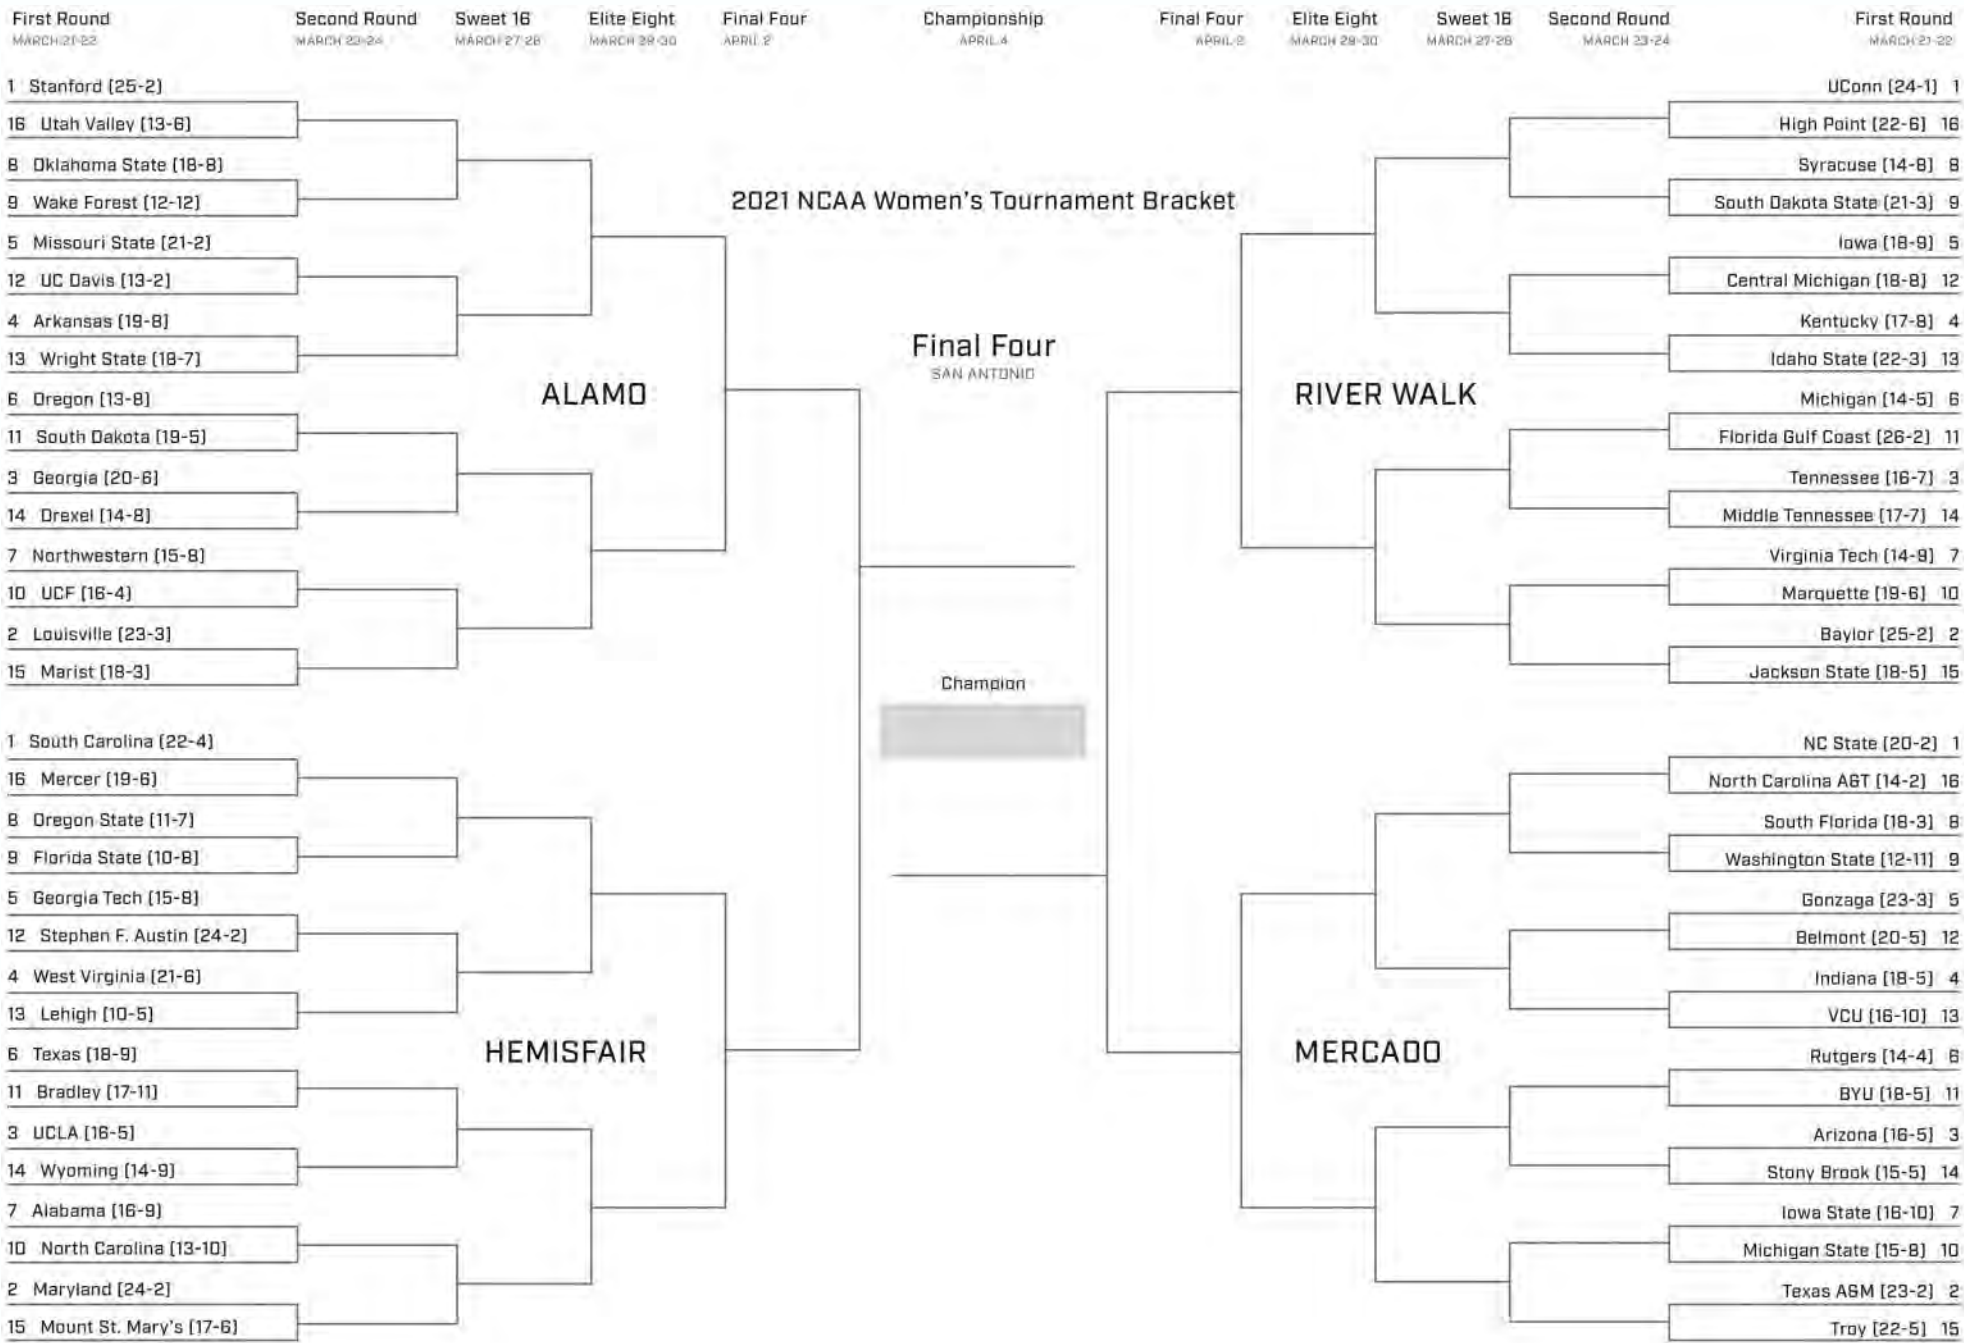 First Round Second Round Sweet 16 Elite Eight Final Four Championship Final Four Elite Eight Sweet 16 Second Round First Round
MARCH 21-22 MARCH 23-24 MARCH 27-28 MARCH 29-30 APRIL 2 APRIL 4 APRIL 2 MARCH 29-30 MARCH 27-28 MARCH 23-24 MARCH 21-22
2021 NCAA Women's Tournament Bracket
1 Stanford (25-2)
16 Utah Valley (13-6)
8 Oklahoma State (18-8)
9 Wake Forest (12-12)
5 Missouri State (21-2)
12 UC Davis (13-2)
4 Arkansas (19-8)
13 Wright State (18-7)
ALAMO
6 Oregon (13-8)
11 South Dakota (19-5)
3 Georgia (20-6)
14 Drexel (14-8)
7 Northwestern (15-8)
10 UCF (16-4)
2 Louisville (23-3)
15 Marist (18-3)
1 South Carolina (22-4)
16 Mercer (19-6)
8 Oregon State (11-7)
9 Florida State (10-8)
5 Georgia Tech (15-8)
12 Stephen F. Austin (24-2)
4 West Virginia (21-6)
13 Lehigh (10-5)
HEMISFAIR
6 Texas (18-9)
11 Bradley (17-11)
3 UCLA (16-5)
14 Wyoming (14-9)
7 Alabama (16-9)
10 North Carolina (13-10)
2 Maryland (24-2)
15 Mount St. Mary's (17-6)
Final Four
SAN ANTONIO
Champion
UConn (24-1) 1
High Point (22-6) 16
Syracuse (14-8) 8
South Dakota State (21-3) 9
Iowa (18-9) 5
Central Michigan (18-8) 12
Kentucky (17-8) 4
Idaho State (22-3) 13
RIVER WALK
Michigan (14-5) 6
Florida Gulf Coast (26-2) 11
Tennessee (16-7) 3
Middle Tennessee (17-7) 14
Virginia Tech (14-9) 7
Marquette (19-6) 10
Baylor (25-2) 2
Jackson State (18-5) 15
NC State (20-2) 1
North Carolina A&T (14-2) 16
South Florida (18-3) 8
Washington State (12-11) 9
Gonzaga (23-3) 5
Belmont (20-5) 12
Indiana (18-5) 4
VCU (16-10) 13
MERCADO
Rutgers (14-4) 6
BYU (18-5) 11
Arizona (16-5) 3
Stony Brook (15-5) 14
Iowa State (16-10) 7
Michigan State (15-8) 10
Texas A&M (23-2) 2
Troy (22-5) 15